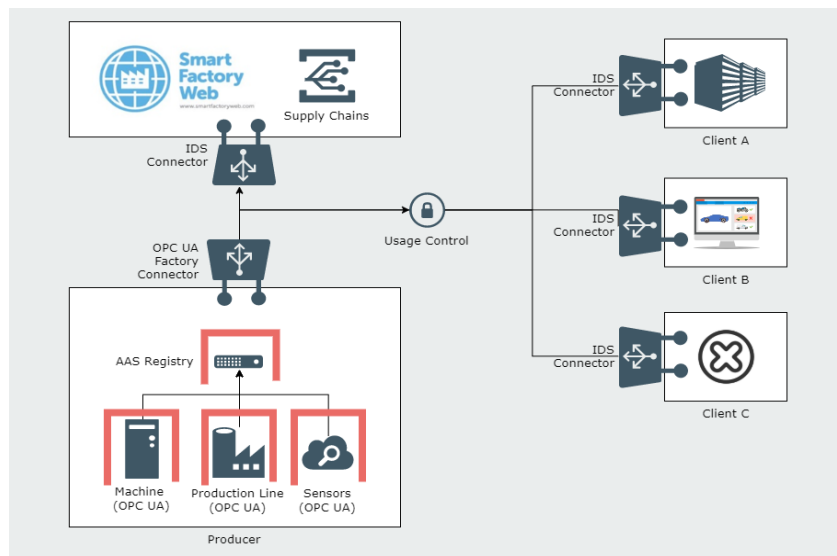 Smart
Factory
Web
www.smartfactoryweb.com
Supply Chains
IDS
Connector
OPC UA
Factory
Connector
Usage Control
IDS
Connector
Client A
IDS
Connector
Client B
IDS
Connector
Client C
AAS Registry
Machine
(OPC UA)
Production Line
(OPC UA)
Sensors
(OPC UA)
Producer